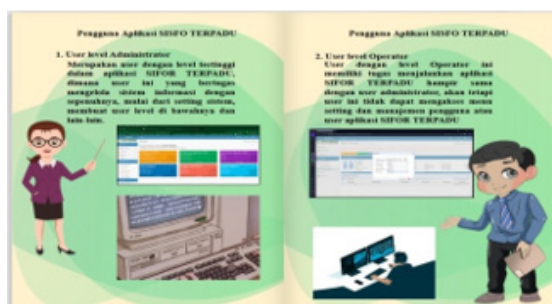 Pengguna Aplikasi SISFO TERPADU
1. User level Administrator
Merupakan user dengan level tertinggi
dalam aplikasi SIFOR TERPADU,
dimana user ini yang bertugas
mengelola sistem informasi dengan
sepenuhnya, mulai dari setting sistem,
membuat user level di bawahnya dan
lain-lain.
Pengguna Aplikasi SISFO TERPADU
2. User level Operator
User dengan level Operator ini
memiliki tugas menjalankan aplikasi
SIFOR TERPADU hampir sama
dengan user administrator, akan tetapi
user ini tidak dapat mengakses menu
setting dan manajemen pengguna atau
user aplikasi SIFOR TERPADU